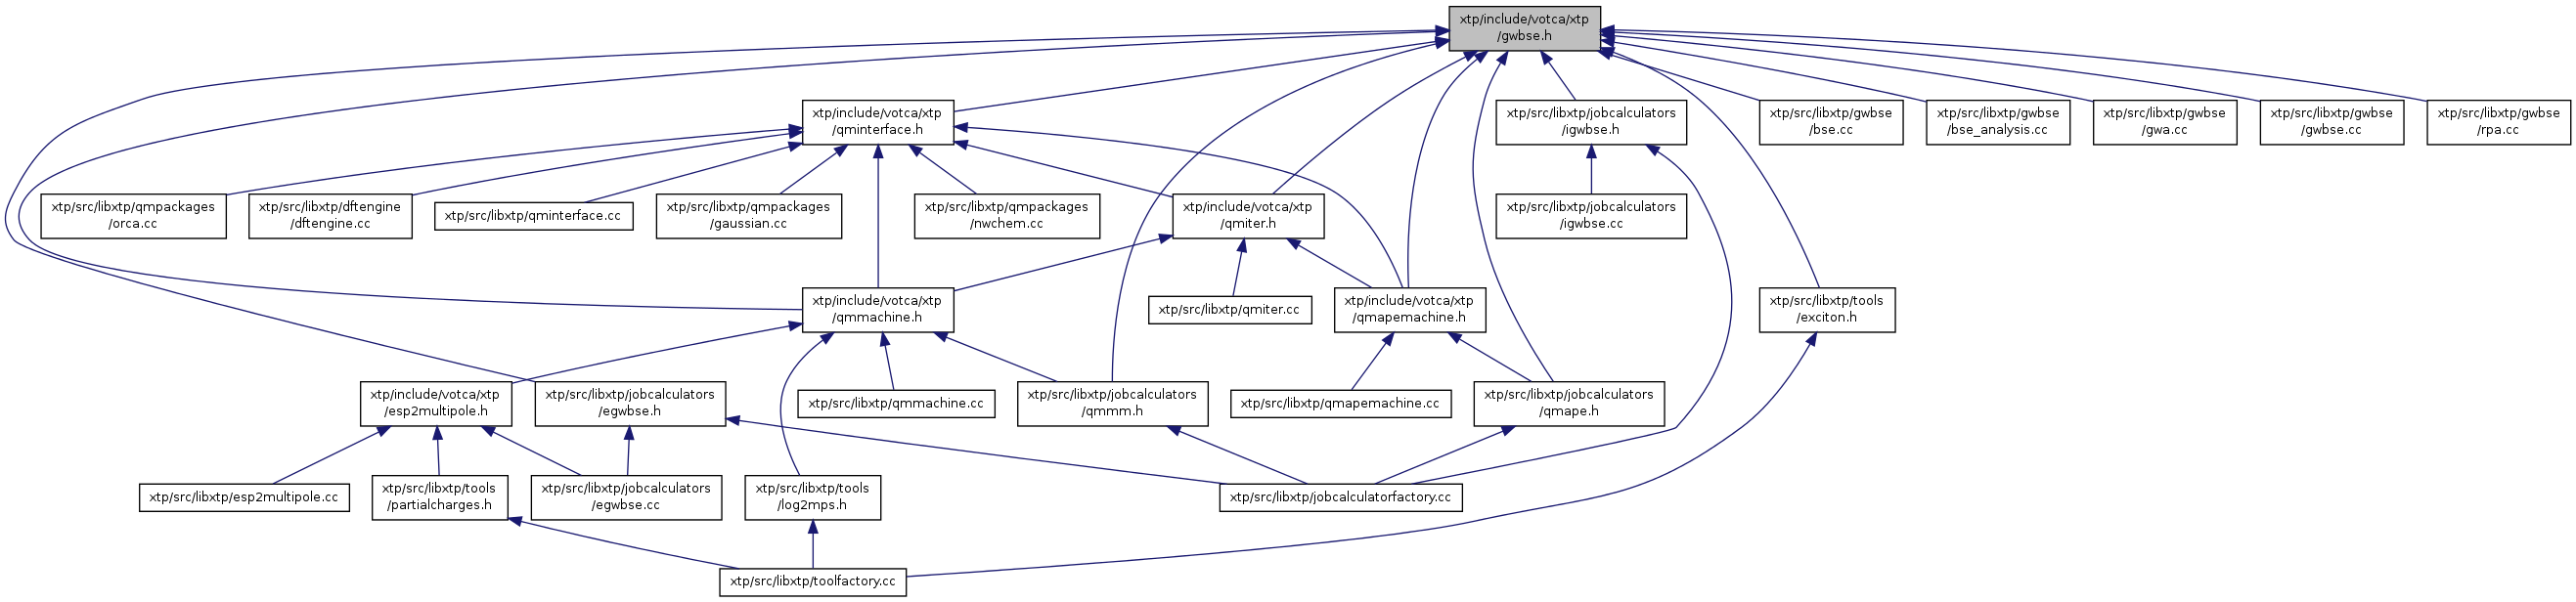 xtp/include/votca/xtp
/gwbse.h
xtp/include/votca/xtp
/qminterface.h
xtp/src/libxtp/jobcalculators
/igwbse.h
xtp/src/libxtp/gwbse
/bse.cc
xtp/src/libxtp/gwbse
/bse_analysis.cc
xtp/src/libxtp/gwbse
/gwa.cc
xtp/src/libxtp/gwbse
/gwbse.cc
xtp/src/libxtp/gwbse
/rpa.cc
xtp/src/libxtp/qmpackages
/orca.cc
xtp/src/libxtp/dftengine
/dftengine.cc
xtp/src/libxtp/qminterface.cc
xtp/src/libxtp/qmpackages
/gaussian.cc
xtp/src/libxtp/qmpackages
/nwchem.cc
xtp/include/votca/xtp
/qmiter.h
xtp/src/libxtp/jobcalculators
/igwbse.cc
xtp/include/votca/xtp
/qmmachine.h
xtp/src/libxtp/qmiter.cc
xtp/include/votca/xtp
/qmapemachine.h
xtp/src/libxtp/tools
/exciton.h
xtp/include/votca/xtp
/esp2multipole.h
xtp/src/libxtp/jobcalculators
/egwbse.h
xtp/src/libxtp/qmmachine.cc
xtp/src/libxtp/jobcalculators
/qmmm.h
xtp/src/libxtp/qmapemachine.cc
xtp/src/libxtp/jobcalculators
/qmape.h
xtp/src/libxtp/esp2multipole.cc
xtp/src/libxtp/tools
/partialcharges.h
xtp/src/libxtp/jobcalculators
/egwbse.cc
xtp/src/libxtp/tools
/log2mps.h
xtp/src/libxtp/jobcalculatorfactory.cc
xtp/src/libxtp/toolfactory.cc